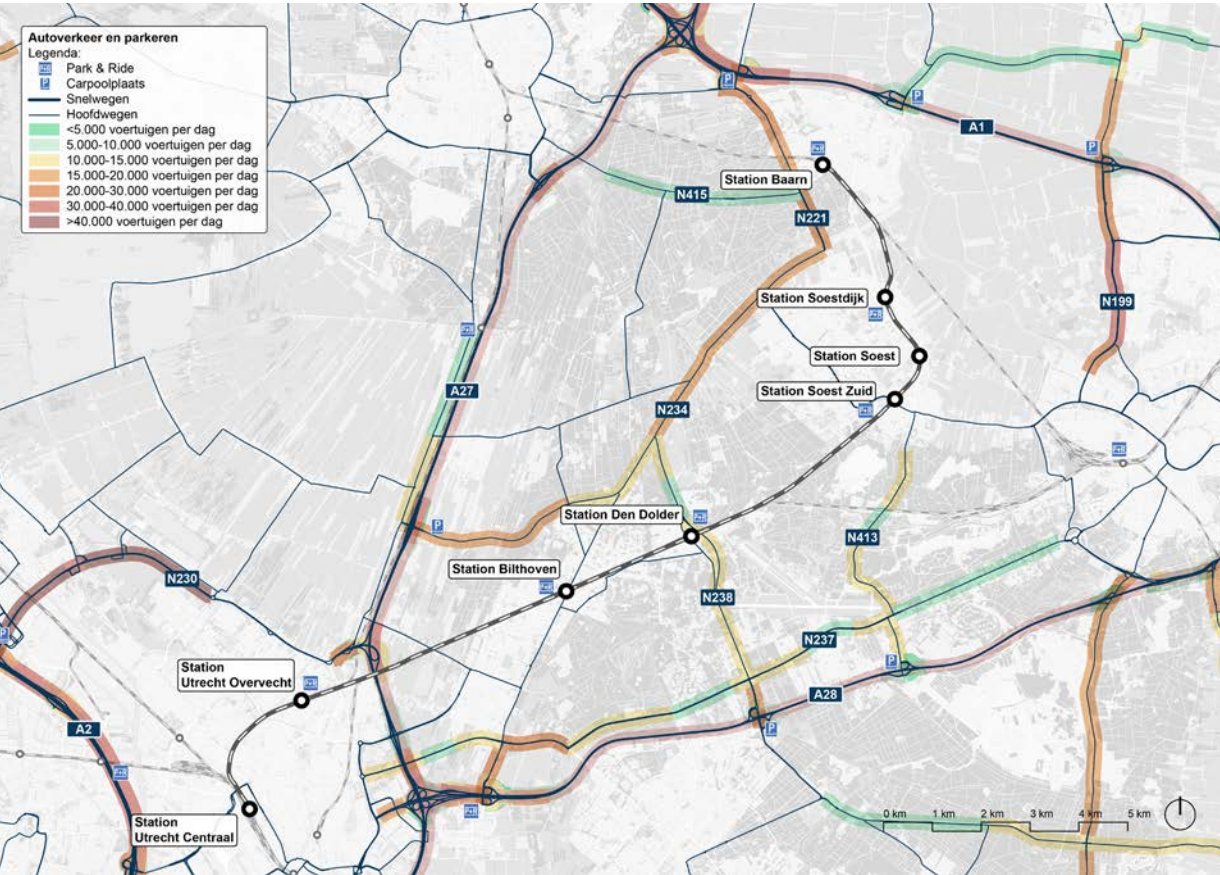 Autoverkeer en parkeren
Legenda:
P+R Park & Ride
P Carpoolplaats
Snelwegen
Hoofdwegen
<5.000 voertuigen per dag
5.000-10.000 voertuigen per dag
10.000-15.000 voertuigen per dag
15.000-20.000 voertuigen per dag
20.000-30.000 voertuigen per dag
30.000-40.000 voertuigen per dag
>40.000 voertuigen per dag
P
P
A1
P
P+R
Station Baarn
N415
N221
Station Soestdijk
P+R
N199
P+R
Station Soest
A27
Station Soest Zuid
P+R
N234
P+R
Station Den Dolder
P+R
P
N413
Station Bilthoven
P+R
N230
N238
P
N237
P
Station
Utrecht Overvecht
P+R
A28
A2
P
P+R
P+R
Station
Utrecht Centraal
0 km 1 km 2 km 3 km 4 km 5 km